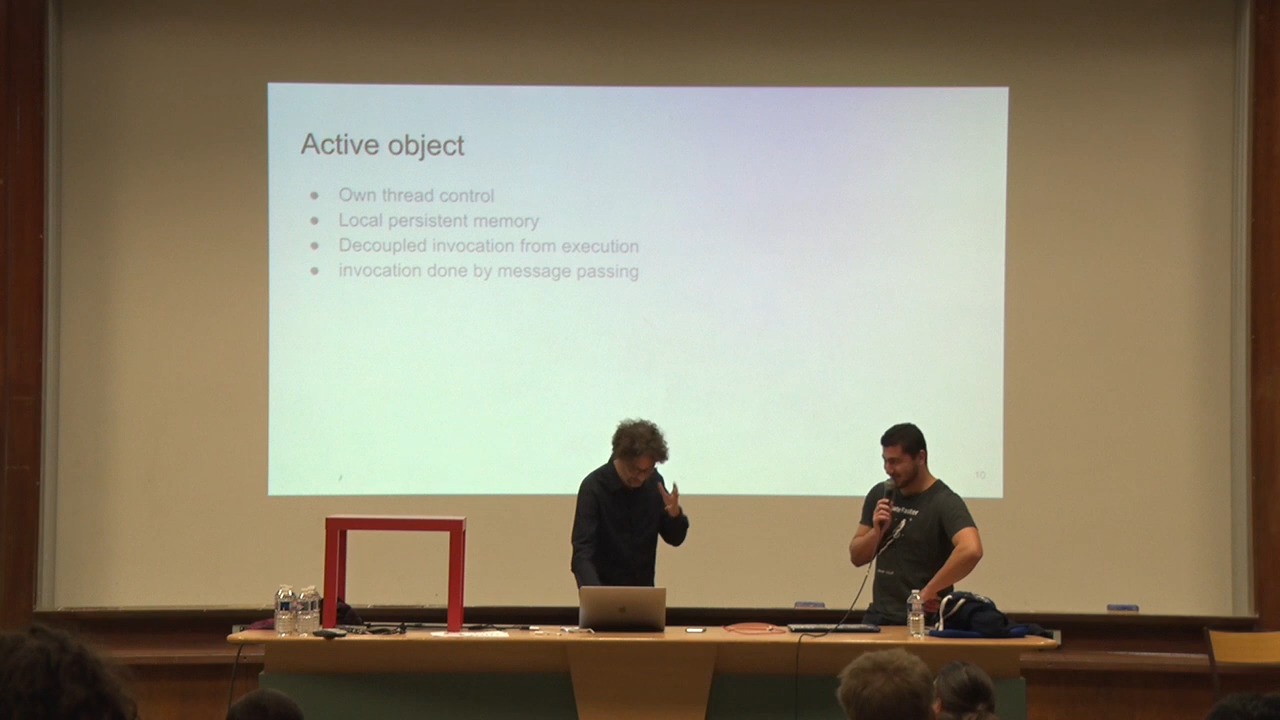 Active object
● Own thread control
● Local persistent memory
● Decoupled invocation from execution
● invocation done by message passing
10